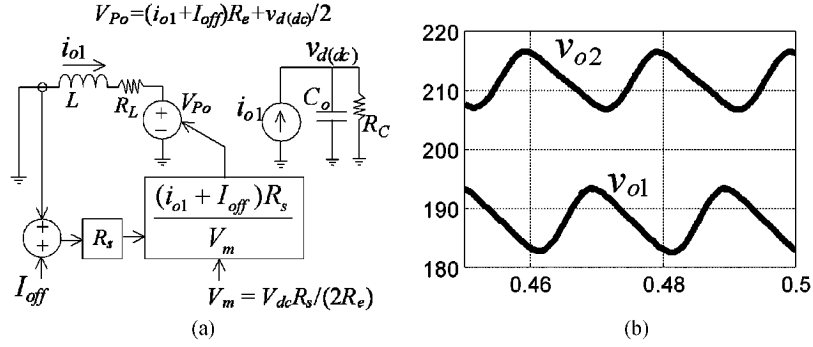 V_Po=(i_o1+I_off)R_e+v_d(dc)/2
i_o1
L
R_L
V_Po
+
−
i_o1
v_d(dc)
C_o
R_C
+
+
R_s
(i_o1 + I_off)R_s
V_m
I_off
V_m = V_dc R_s/(2R_e)
(a)
220
210
200
190
180
v_o2
v_o1
0.46
0.48
0.5
(b)